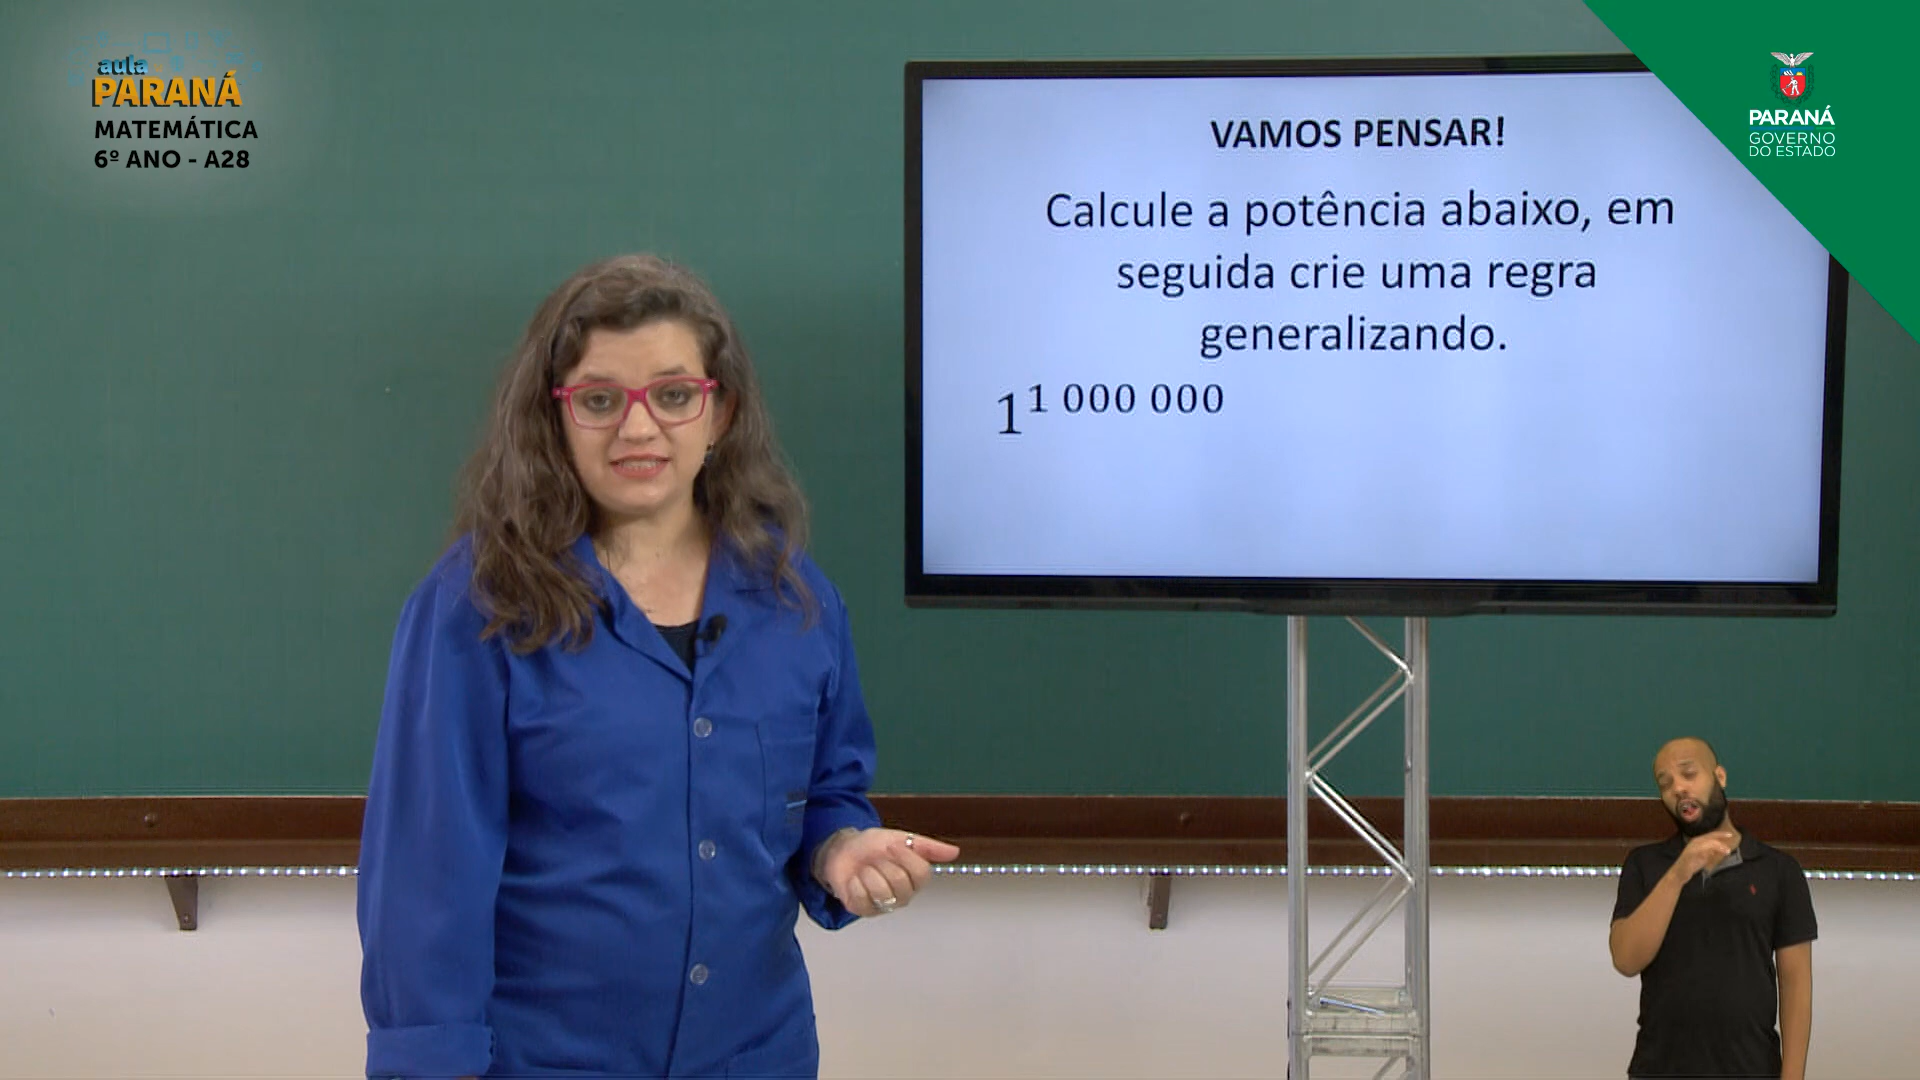 aula
PARANÁ
MATEMÁTICA
6º ANO - A28
VAMOS PENSAR!
Calcule a potência abaixo, em
seguida crie uma regra
generalizando.
1^1 000 000
PARANÁ
GOVERNO
DO ESTADO